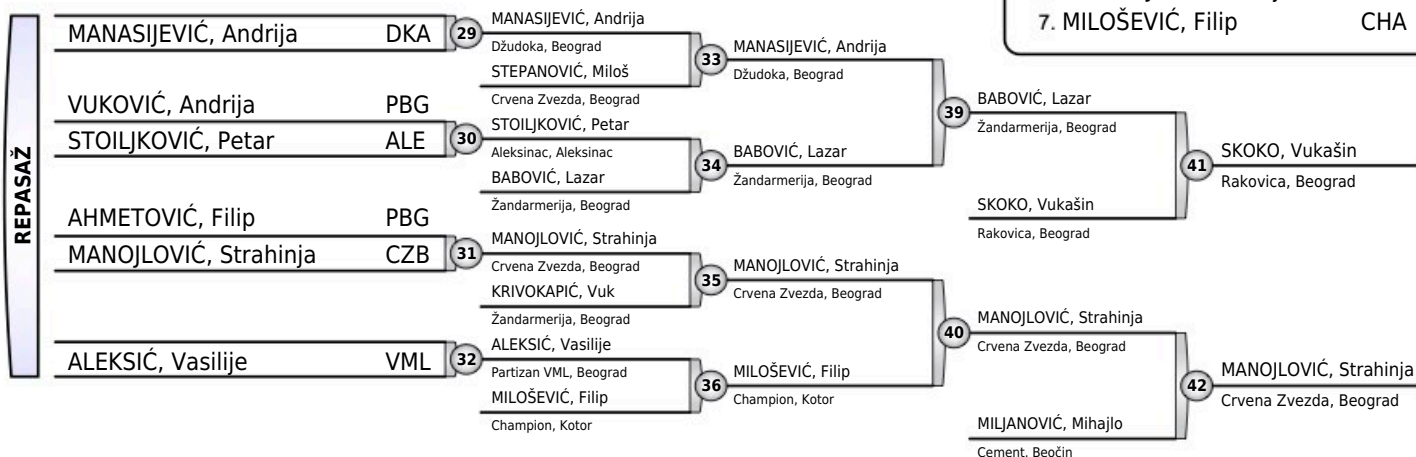 7. MILOŠEVIĆ, Filip CHA
REPASAŽ
MANASIJEVIĆ, Andrija DKA
VUKOVIĆ, Andrija PBG
STOILJKOVIĆ, Petar ALE
AHMETOVIĆ, Filip PBG
MANOJLOVIĆ, Strahinja CZB
ALEKSIĆ, Vasilije VML
29
30
31
32
MANASIJEVIĆ, Andrija
Džudoka, Beograd
STEPANOVIĆ, Miloš
Crvena Zvezda, Beograd
STOILJKOVIĆ, Petar
Aleksinac, Aleksinac
BABOVIĆ, Lazar
Žandarmerija, Beograd
MANOJLOVIĆ, Strahinja
Crvena Zvezda, Beograd
KRIVOKAPIĆ, Vuk
Žandarmerija, Beograd
ALEKSIĆ, Vasilije
Partizan VML, Beograd
MILOŠEVIĆ, Filip
Champion, Kotor
33
34
35
36
MANASIJEVIĆ, Andrija
Džudoka, Beograd
BABOVIĆ, Lazar
Žandarmerija, Beograd
MANOJLOVIĆ, Strahinja
Crvena Zvezda, Beograd
MILOŠEVIĆ, Filip
Champion, Kotor
39
40
BABOVIĆ, Lazar
Žandarmerija, Beograd
SKOKO, Vukašin
Rakovica, Beograd
MANOJLOVIĆ, Strahinja
Crvena Zvezda, Beograd
MILJANOVIĆ, Mihajlo
Cement, Beočin
41
42
SKOKO, Vukašin
Rakovica, Beograd
MANOJLOVIĆ, Strahinja
Crvena Zvezda, Beograd